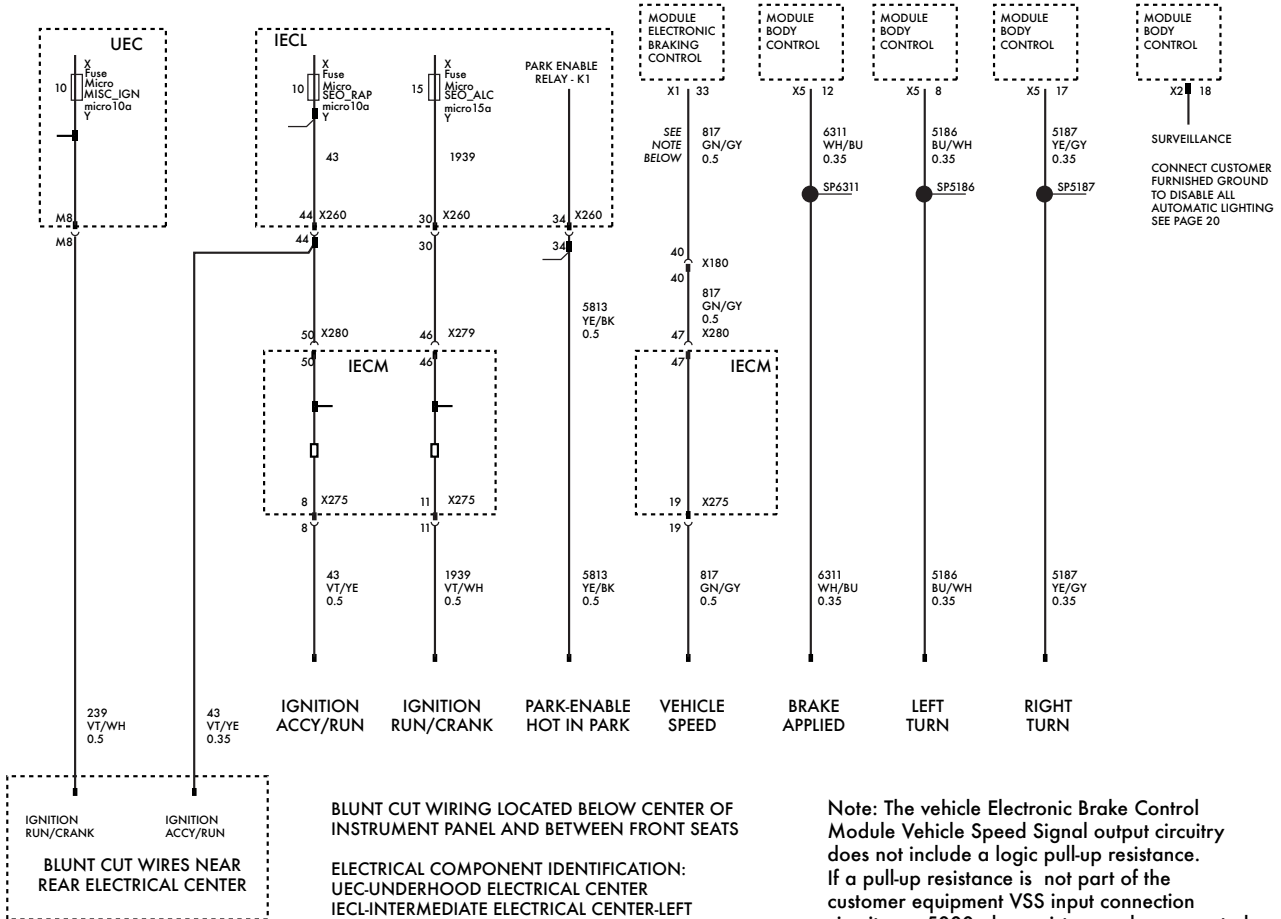 UEC
X
Fuse
Micro
MISC_IGN
micro10a
Y
10
M8
M8
IECL
X
Fuse
Micro
SEO_RAP
micro10a
Y
10
43
44 X260
44
X
Fuse
Micro
SEO_ALC
micro15a
Y
15
1939
30 X260
30
PARK ENABLE
RELAY - K1
34 X260
34
5813
YE/BK
0.5
50 X280
50
46 X279
46
IECM
8 X275
8
11 X275
11
MODULE
ELECTRONIC
BRAKING
CONTROL
X1 33
SEE
NOTE
BELOW
817
GN/GY
0.5
40
X180
40
817
GN/GY
0.5
47 X280
47
IECM
19 X275
19
MODULE
BODY
CONTROL
X5 12
6311
WH/BU
0.35
SP6311
MODULE
BODY
CONTROL
X5 8
5186
BU/WH
0.35
SP5186
MODULE
BODY
CONTROL
X5 17
5187
YE/GY
0.35
SP5187
MODULE
BODY
CONTROL
X2 18
SURVEILLANCE
CONNECT CUSTOMER
FURNISHED GROUND
TO DISABLE ALL
AUTOMATIC LIGHTING
SEE PAGE 20
43
VT/YE
0.5
1939
VT/WH
0.5
5813
YE/BK
0.5
817
GN/GY
0.5
6311
WH/BU
0.35
5186
BU/WH
0.35
5187
YE/GY
0.35
IGNITION
ACCY/RUN
IGNITION
RUN/CRANK
PARK-ENABLE
HOT IN PARK
VEHICLE
SPEED
BRAKE
APPLIED
LEFT
TURN
RIGHT
TURN
239
VT/WH
0.5
43
VT/YE
0.35
IGNITION
RUN/CRANK
IGNITION
ACCY/RUN
BLUNT CUT WIRES NEAR
REAR ELECTRICAL CENTER
BLUNT CUT WIRING LOCATED BELOW CENTER OF
INSTRUMENT PANEL AND BETWEEN FRONT SEATS
ELECTRICAL COMPONENT IDENTIFICATION:
UEC-UNDERHOOD ELECTRICAL CENTER
IECL-INTERMEDIATE ELECTRICAL CENTER-LEFT
Note: The vehicle Electronic Brake Control
Module Vehicle Speed Signal output circuitry
does not include a logic pull-up resistance.
If a pull-up resistance is not part of the
customer equipment VSS input connection